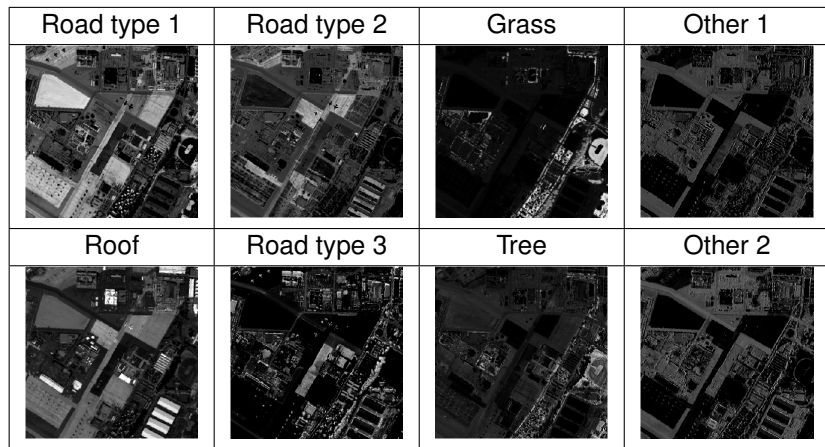 Road type 1 Road type 2 Grass Other 1
Roof Road type 3 Tree Other 2